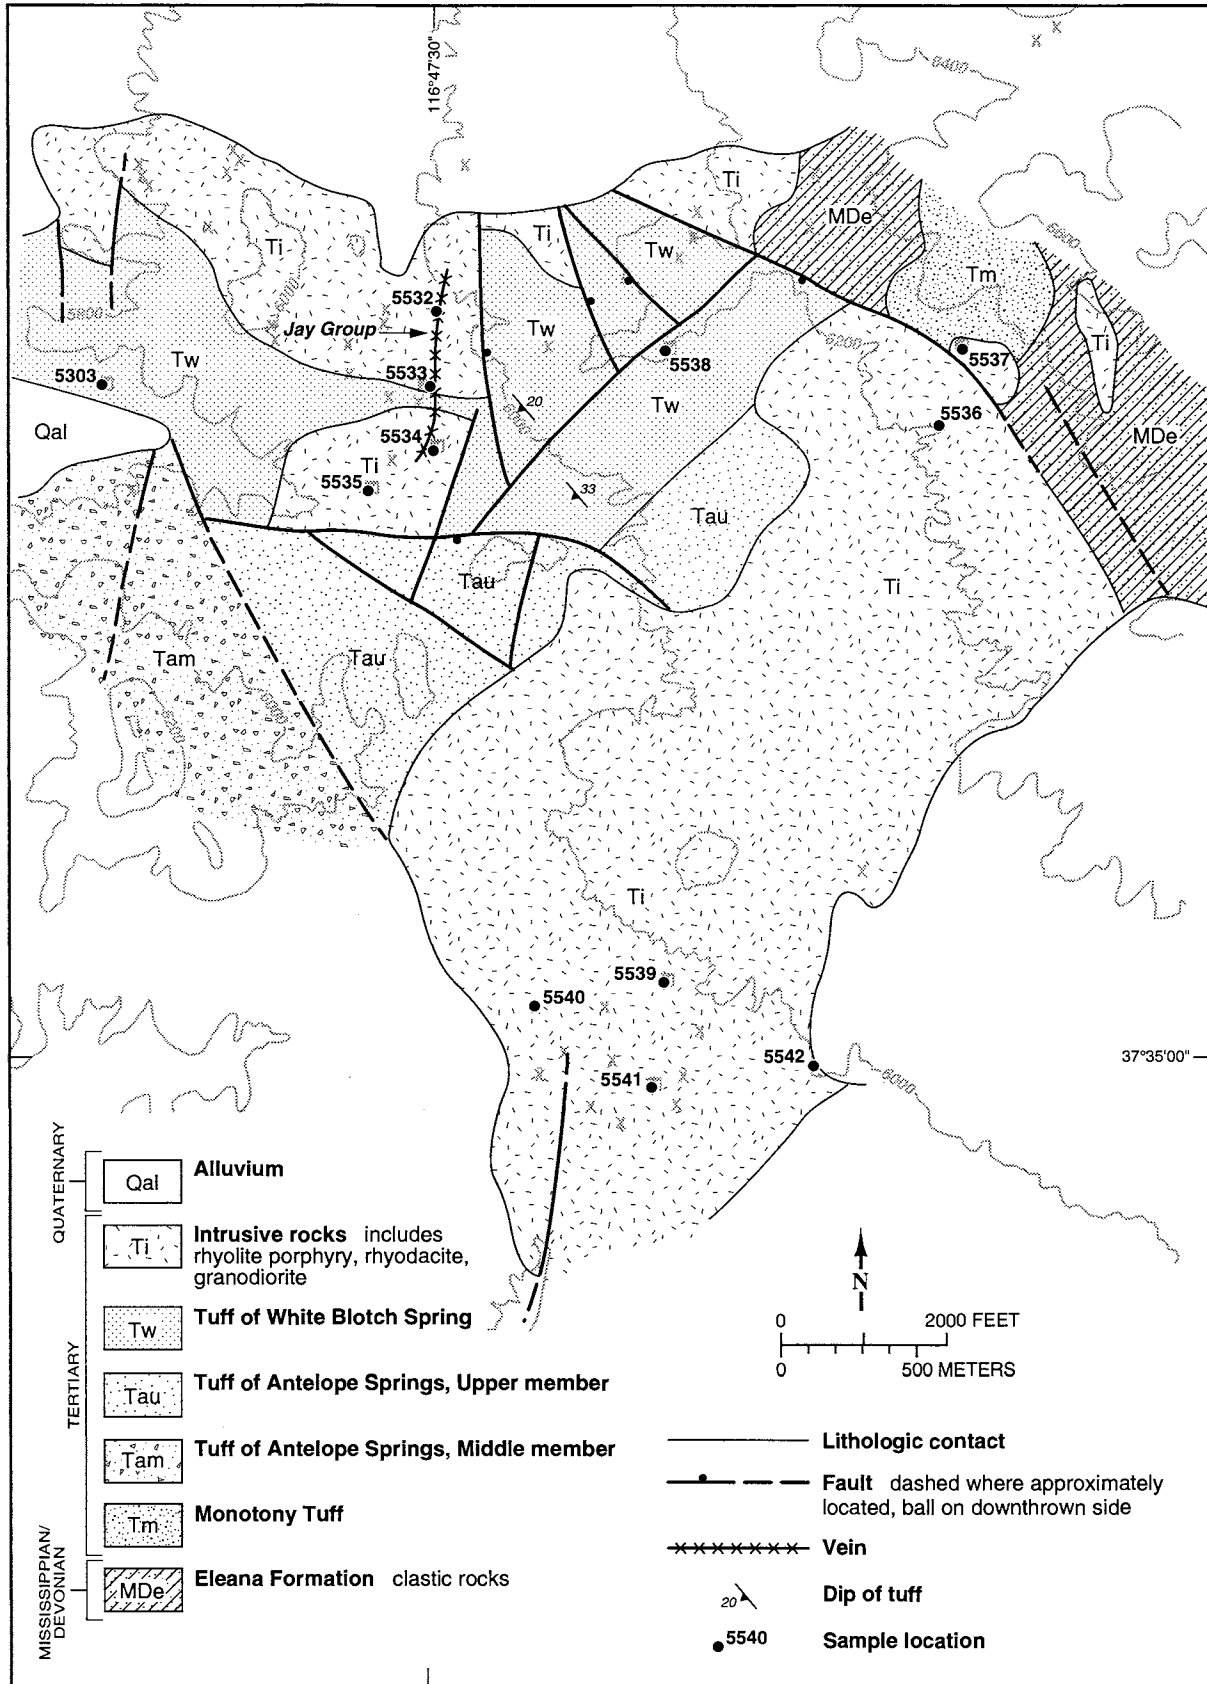 116°47'30"
6400
Ti
MDe
Tw
Ti
Ti
Tm
6600
5532
6000
Jay Group
5800
Tw
6200
Ti
5303
Tw
5533
5538
5537
20
Tw
5536
Qal
5534
MDe
Ti
5535
33
Tau
Tau
Ti
Tam
Tau
6000
Ti
5539
5540
5542
37°35'00"
5541
6000
QUATERNARY
Qal
Alluvium
TERTIARY
Ti
Intrusive rocks includes
rhyolite porphyry, rhyodacite,
granodiorite
Tw
Tuff of White Blotch Spring
Tau
Tuff of Antelope Springs, Upper member
Tam
Tuff of Antelope Springs, Middle member
Tm
Monotony Tuff
MISSISSIPPIAN/
DEVONIAN
MDe
Eleana Formation clastic rocks
N
0 2000 FEET
0 500 METERS
Lithologic contact
Fault dashed where approximately
located, ball on downthrown side
Vein
20
Dip of tuff
5540
Sample location